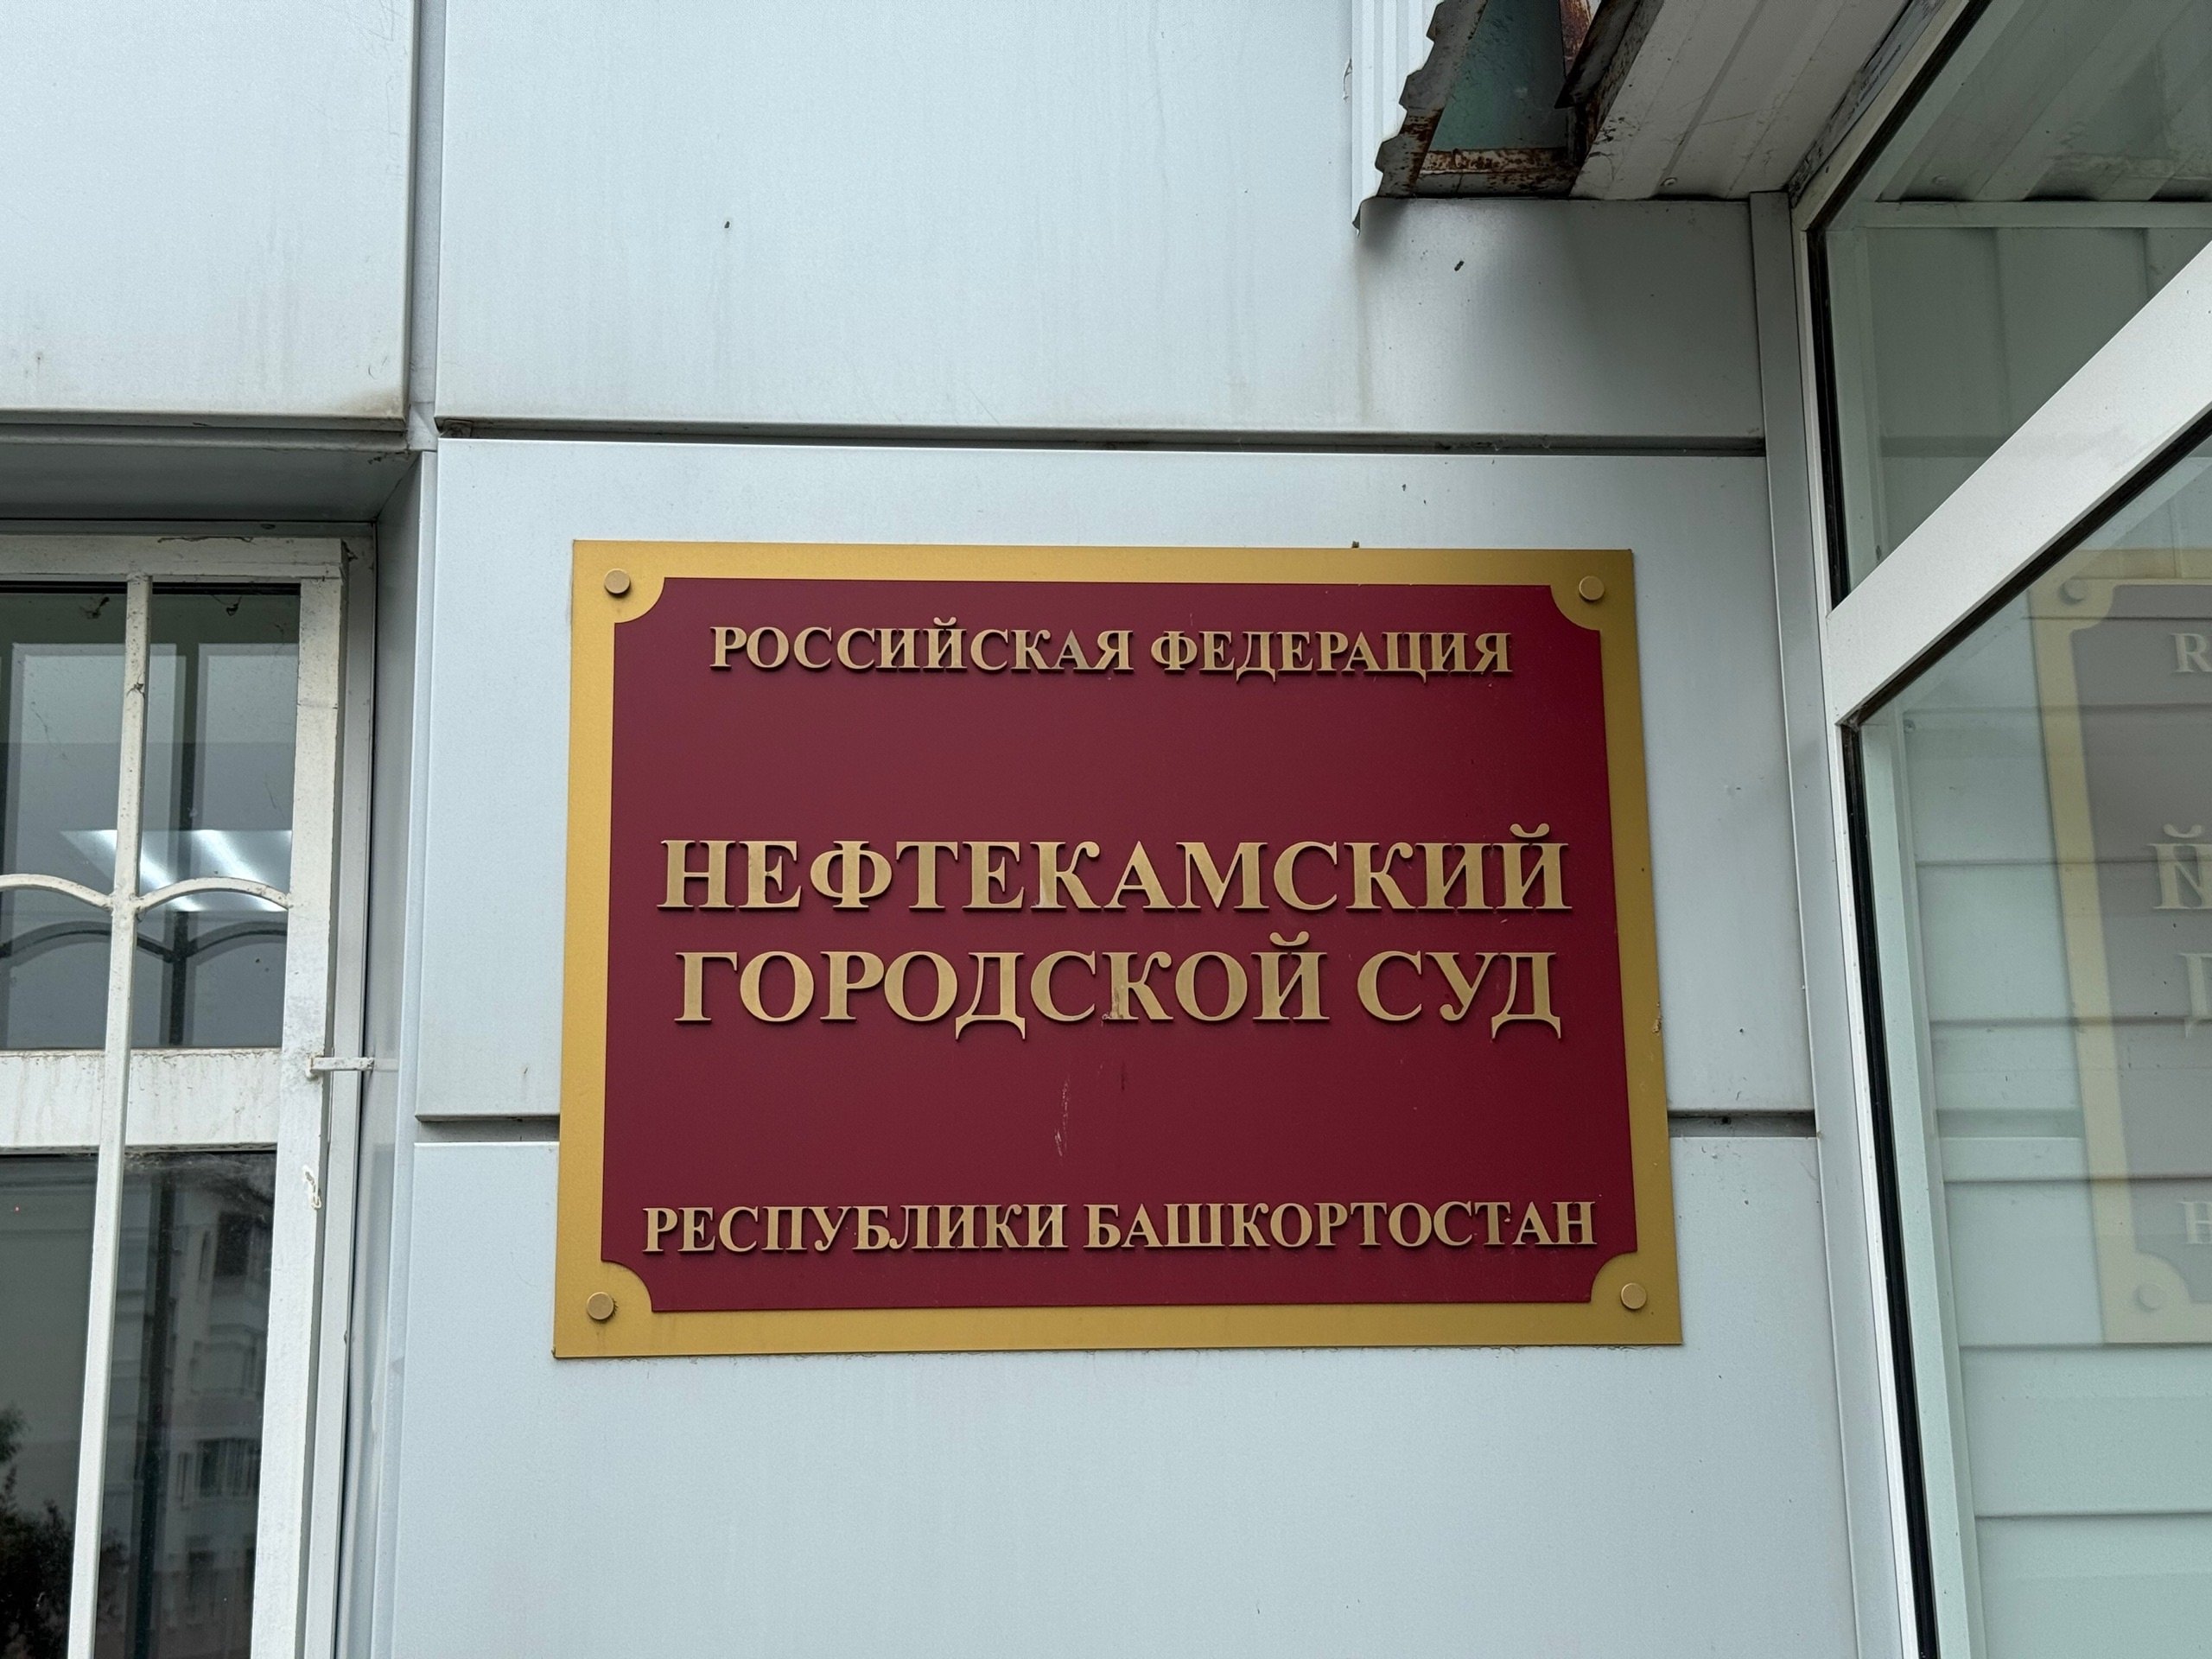 РОССИЙСКАЯ ФЕДЕРАЦИЯ
НЕФТЕКАМСКИЙ
ГОРОДСКОЙ СУД
РЕСПУБЛИКИ БАШКОРТОСТАН